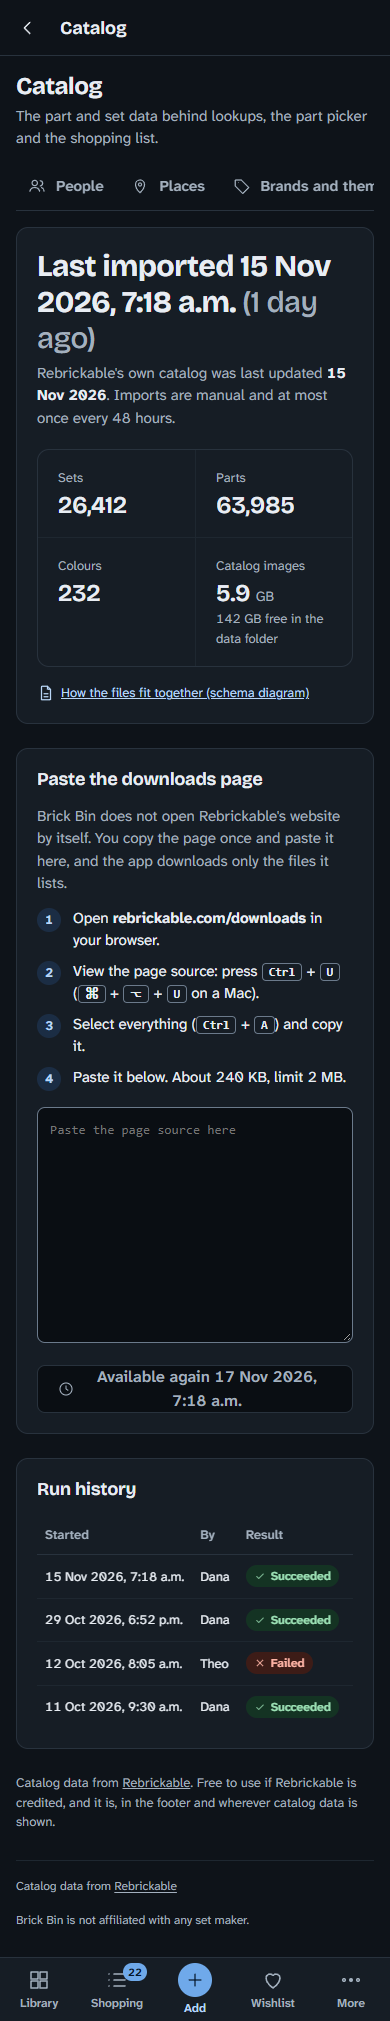 Catalog
Catalog
The part and set data behind lookups, the part picker
and the shopping list.
People
Places
Brands and them
Last imported 15 Nov
2026, 7:18 a.m. (1 day
ago)
Rebrickable's own catalog was last updated 15
Nov 2026. Imports are manual and at most
once every 48 hours.
Sets
26,412
Parts
63,985
Colours
232
Catalog images
5.9 GB
142 GB free in the
data folder
How the files fit together (schema diagram)
Paste the downloads page
Brick Bin does not open Rebrickable's website
by itself. You copy the page once and paste it
here, and the app downloads only the files it
lists.
1 Open rebrickable.com/downloads in
your browser.
2 View the page source: press Ctrl + U
(⌘ + ⌥ + U on a Mac).
3 Select everything (Ctrl + A) and copy
it.
4 Paste it below. About 240 KB, limit 2 MB.
Paste the page source here
Available again 17 Nov 2026,
7:18 a.m.
Run history
Started By Result
15 Nov 2026, 7:18 a.m. Dana Succeeded
29 Oct 2026, 6:52 p.m. Dana Succeeded
12 Oct 2026, 8:05 a.m. Theo Failed
11 Oct 2026, 9:30 a.m. Dana Succeeded
Catalog data from Rebrickable. Free to use if Rebrickable is
credited, and it is, in the footer and wherever catalog data is
shown.
Catalog data from Rebrickable
Brick Bin is not affiliated with any set maker.
22
Library
Shopping
Add
Wishlist
More